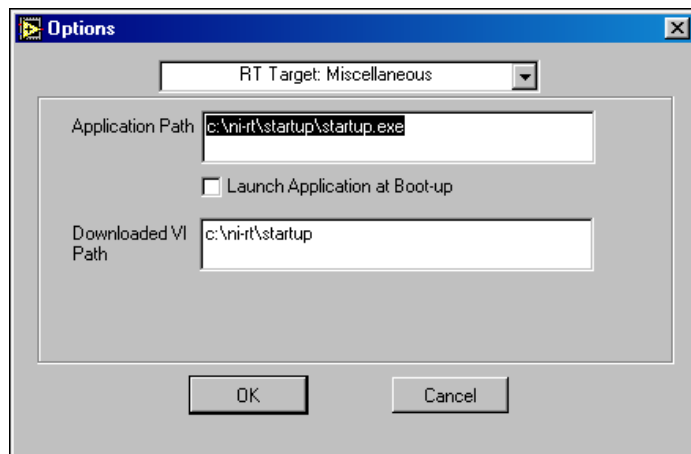 Options
RT Target: Miscellaneous
Application Path
c:\ni-rt\startup\startup.exe
Launch Application at Boot-up
Downloaded VI
Path
c:\ni-rt\startup
OK
Cancel